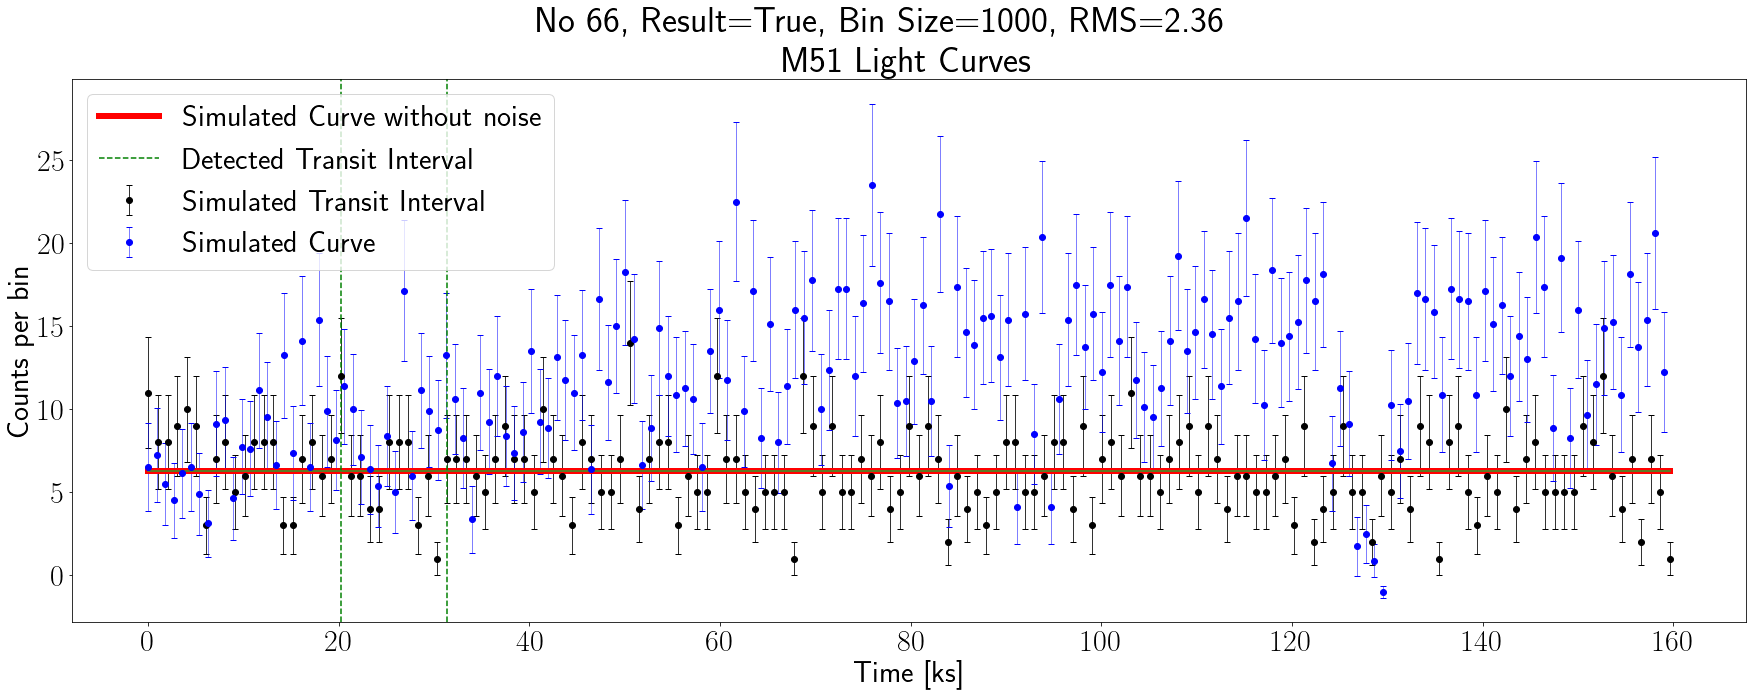 No 66, Result=True, Bin Size=1000, RMS=2.36
M51 Light Curves
Simulated Curve without noise
Detected Transit Interval
Simulated Transit Interval
Simulated Curve
Counts per bin
25
20
15
10
5
0
0 20 40 60 80 100 120 140 160
Time [ks]